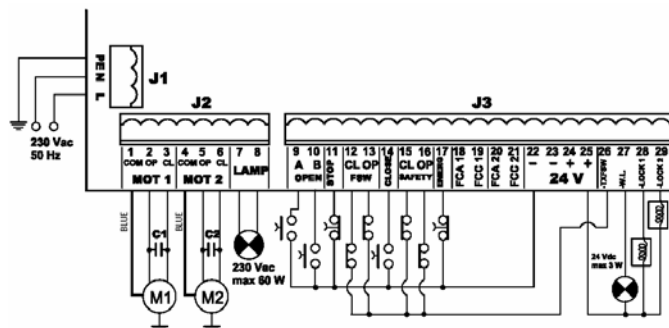 PE N L
J1
J2
J3
230 Vac
50 Hz
1 2 3 4 5 6 7 8
COM OP CL COM OP CL
MOT 1 MOT 2 LAMP
9 10 11 12 13 14 15 16 17 18 19 20 21 22 23 24 25 26 27 28 29
A B CL OP CL OP
OPEN STOP FSW CLOSE SAFETY
FCA 1 FCC 1 FCA 2 FCC 2
- - + +
24 V
-TX FSW -W.L. -LOCK 1 -LOCK 2
BLUE BLUE
C1 C2
M1 M2
230 Vac
max 60 W
24 Vdc
max 3 W